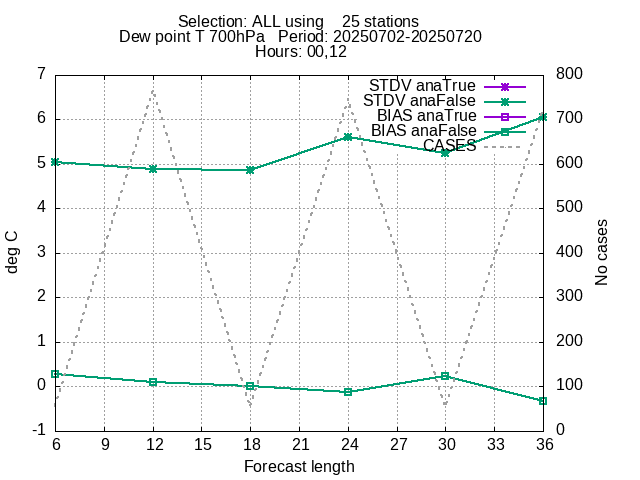 Selection: ALL using    25 stations
Dew point T 700hPa   Period: 20250702-20250720
Hours: 00,12
STDV anaTrue
STDV anaFalse
BIAS anaTrue
BIAS anaFalse
CASES
7
6
5
4
3
2
1
0
-1
deg C
800
700
600
500
400
300
200
100
0
No cases
6 9 12 15 18 21 24 27 30 33 36
Forecast length